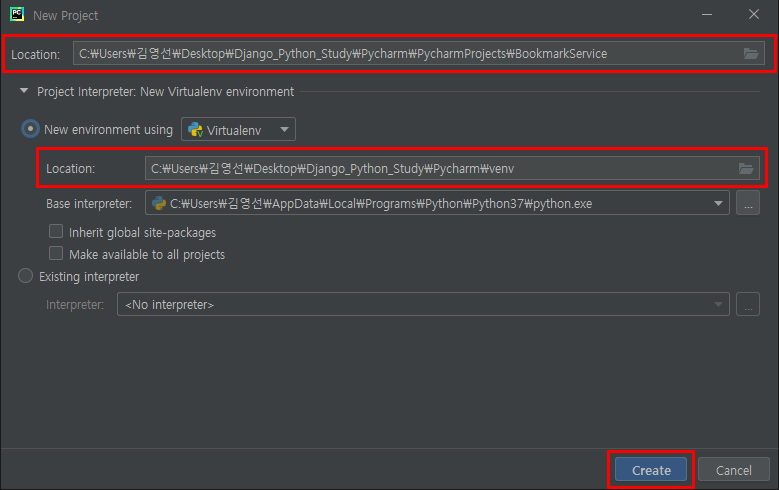 PC
New Project
Location: C:₩Users₩김영선₩Desktop₩Django_Python_Study₩Pycharm₩PycharmProjects₩BookmarkService
Project Interpreter: New Virtualenv environment
New environment using Virtualenv
Location: C:₩Users₩김영선₩Desktop₩Django_Python_Study₩Pycharm₩venv
Base interpreter: C:₩Users₩김영선₩AppData₩Local₩Programs₩Python₩Python37₩python.exe ...
Inherit global site-packages
Make available to all projects
Existing interpreter
Interpreter: <No interpreter> ...
Create Cancel